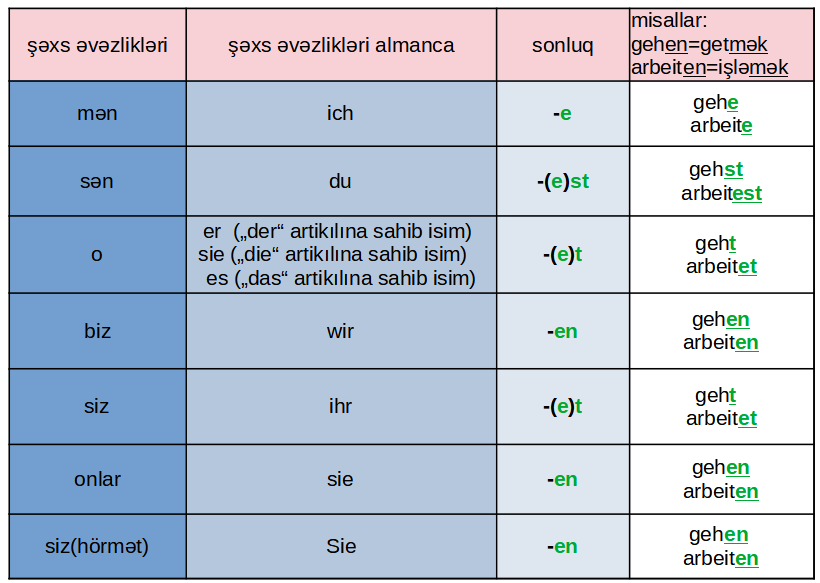 şəxs əvəzlikləri
şəxs əvəzlikləri almanca
sonluq
misallar:
gehen=getmək
arbeiten=işləmək
mən
ich
-e
gehe
arbeite
sən
du
-(e)st
gehst
arbeitest
o
er („der“ artikılına sahib isim)
sie („die“ artikılına sahib isim)
es („das“ artikılına sahib isim)
-(e)t
geht
arbeitet
biz
wir
-en
gehen
arbeiten
siz
ihr
-(e)t
geht
arbeitet
onlar
sie
-en
gehen
arbeiten
siz(hörmət)
Sie
-en
gehen
arbeiten